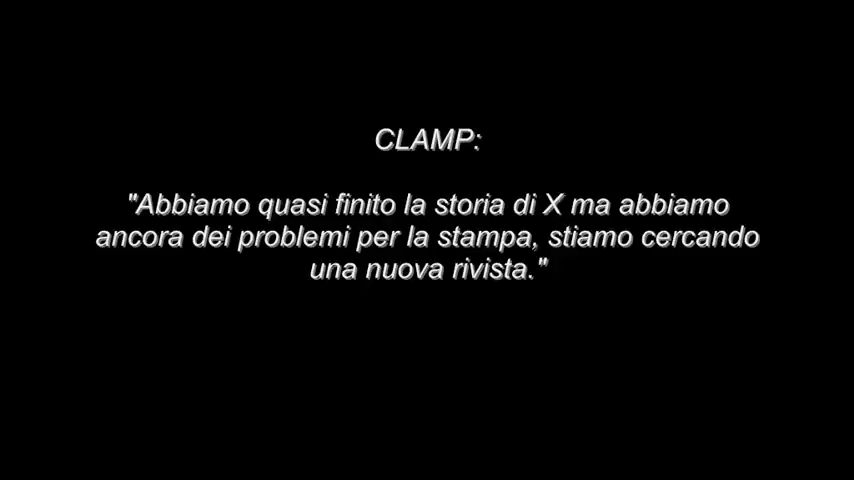 CLAMP:
"Abbiamo quasi finito la storia di X ma abbiamo
ancora dei problemi per la stampa, stiamo cercando
una nuova rivista."